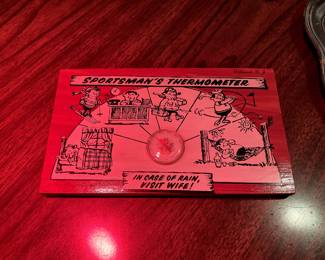 SPORTSMAN'S THERMOMETER
IN CASE OF RAIN,
VISIT WIFE!